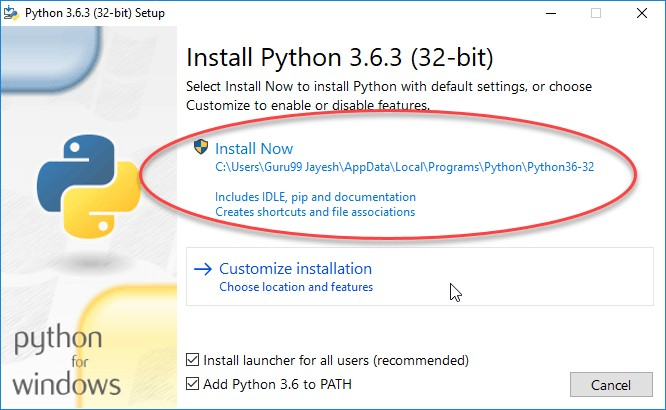 Python 3.6.3 (32-bit) Setup
Install Python 3.6.3 (32-bit)
Select Install Now to install Python with default settings, or choose
Customize to enable or disable features.
Install Now
C:\Users\Guru99 Jayesh\AppData\Local\Programs\Python\Python36-32
Includes IDLE, pip and documentation
Creates shortcuts and file associations
Customize installation
Choose location and features
python
for
windows
Install launcher for all users (recommended)
Add Python 3.6 to PATH
Cancel